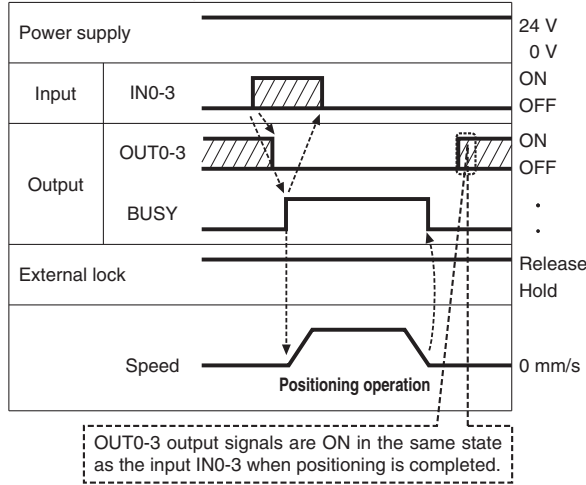 Power supply
24 V
0 V
Input
IN0-3
ON
OFF
Output
OUT0-3
ON
OFF
BUSY
External lock
Release
Hold
Speed
0 mm/s
Positioning operation
OUT0-3 output signals are ON in the same state
as the input IN0-3 when positioning is completed.